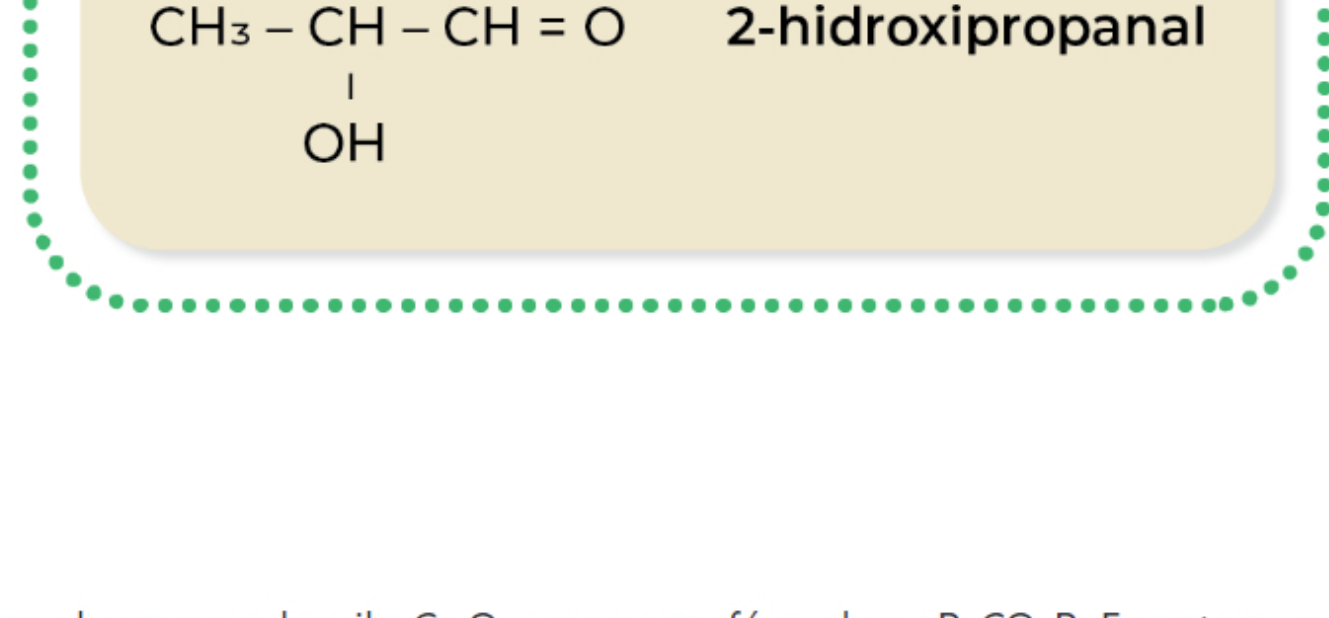 CH₃ – CH – CH = O 2-hidroxipropanal
|
OH